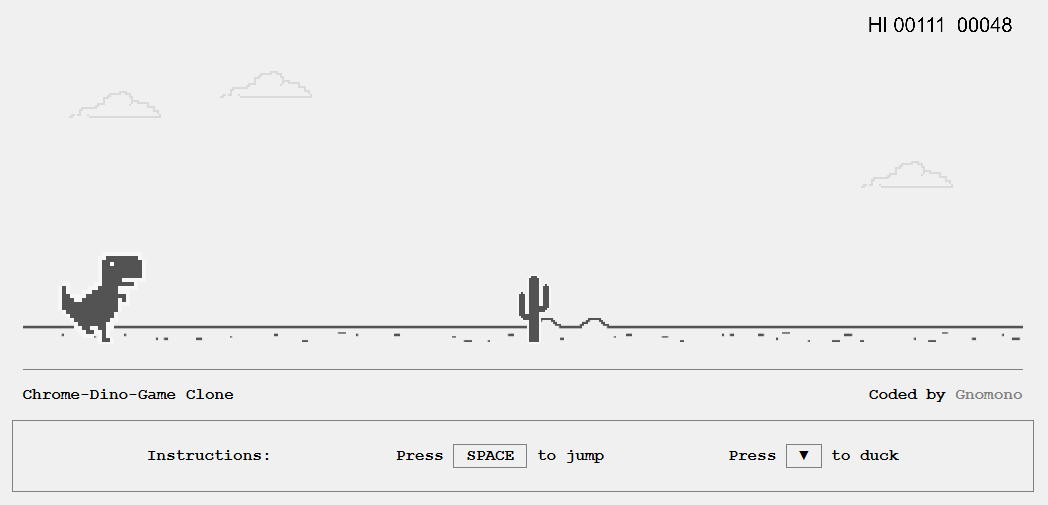 HI 00111 00048
Chrome-Dino-Game Clone
Coded by Gnomono
Instructions: Press SPACE to jump Press ▼ to duck